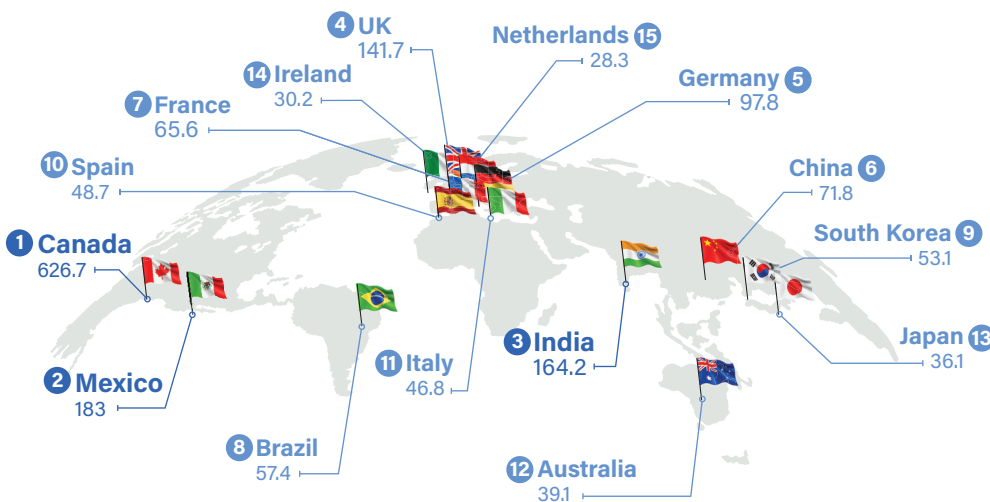 4 UK
141.7
Netherlands 15
28.3
14 Ireland
30.2
Germany 5
97.8
7 France
65.6
10 Spain
48.7
China 6
71.8
1 Canada
626.7
South Korea 9
53.1
3 India
164.2
Japan 13
36.1
11 Italy
46.8
2 Mexico
183
8 Brazil
57.4
12 Australia
39.1